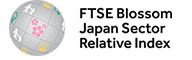 FTSE Blossom
Japan Sector
Relative Index